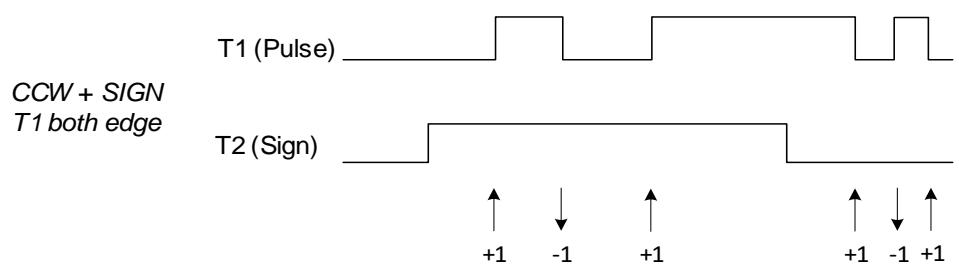 T1 (Pulse)
CCW + SIGN
T1 both edge
T2 (Sign)
+1 -1 +1 +1 -1 +1